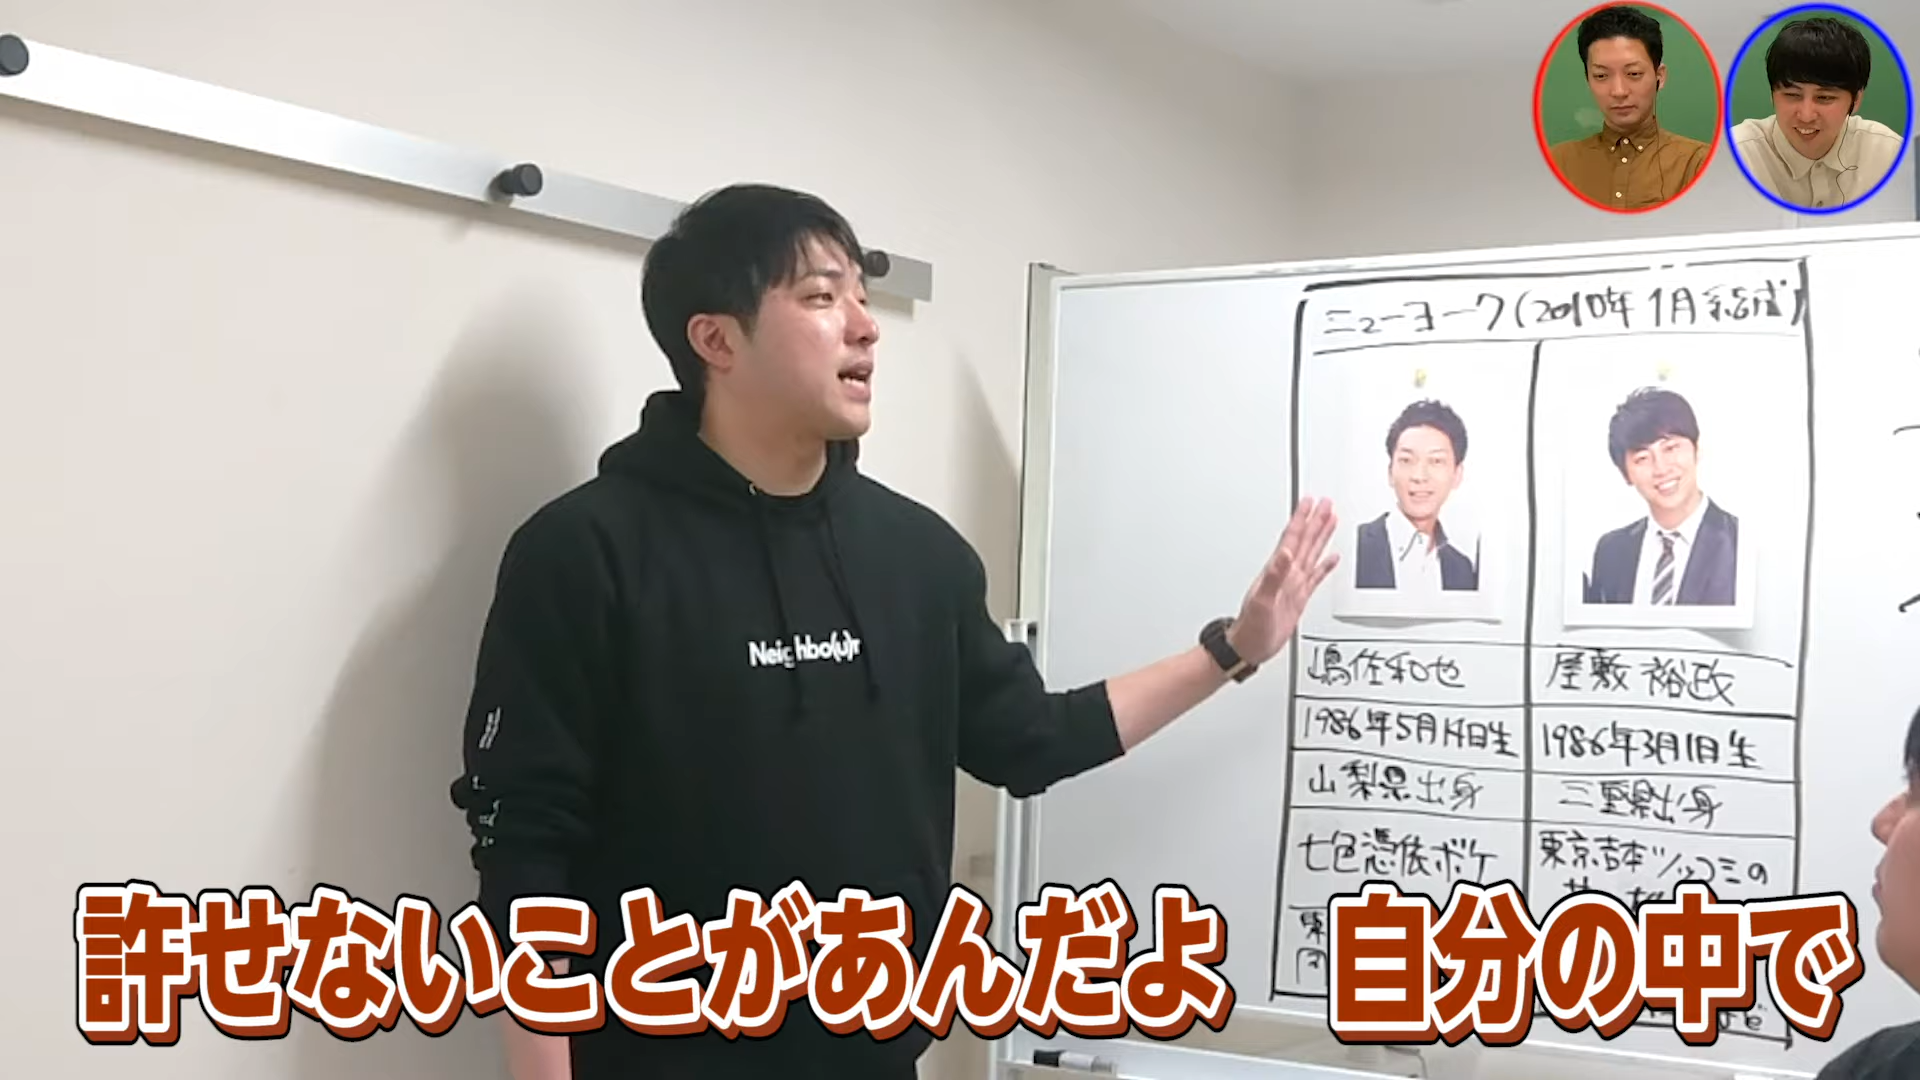 ニューヨーク(2010年1月結成)
嶋佐和也
屋敷裕政
1986年5月14日生
1986年3月1日生
山梨県出身
三重県出身
七色憑依ボケ
東京吉本ツッコミの
Neighbo(u)r
許せないことがあんだよ 自分の中で